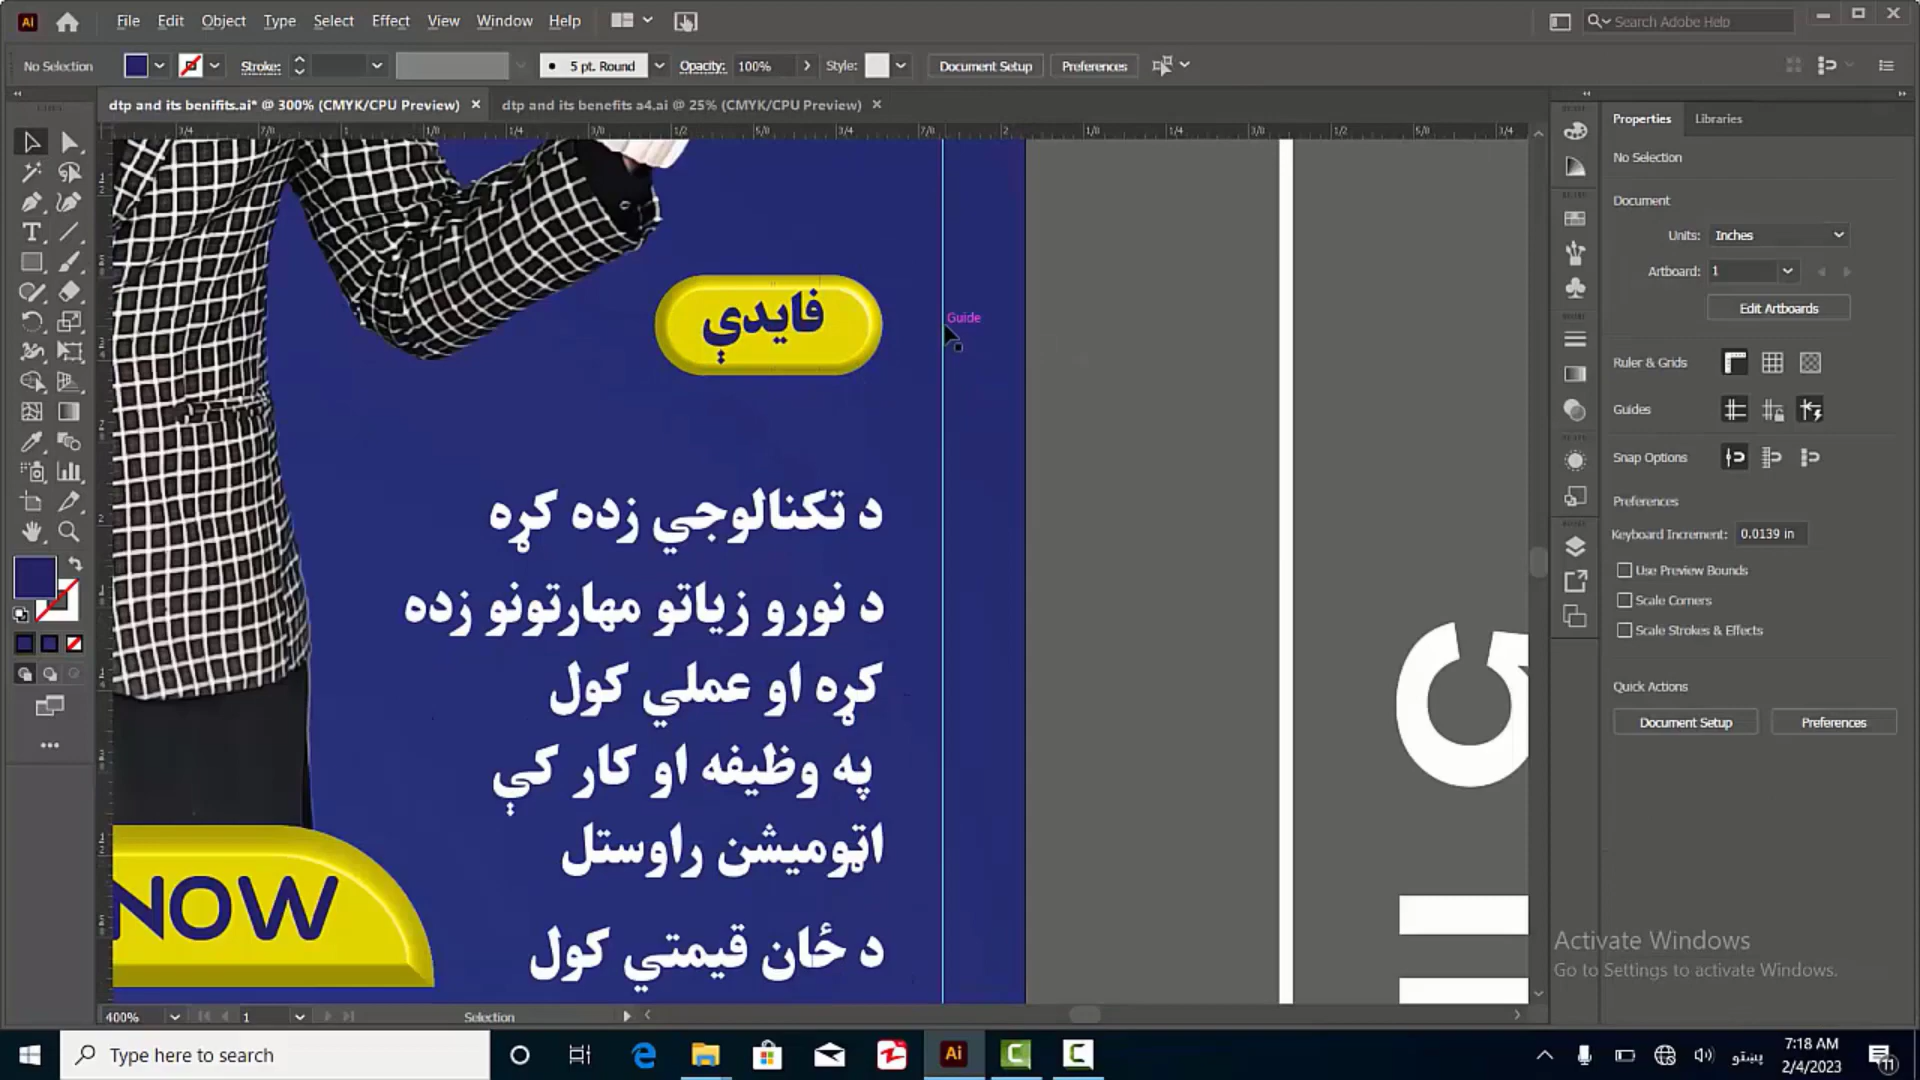 File Edit Object Type Select Effect View Window Help
Search Adobe Help
No Selection
Stroke:
5 pt. Round
Opacity: 100%
Style:
Document Setup
Preferences
dtp and its benifits.ai* @ 300% (CMYK/CPU Preview)
dtp and its benefits a4.ai @ 25% (CMYK/CPU Preview)
Properties
Libraries
No Selection
Document
Units: Inches
Artboard: 1
Edit Artboards
Ruler & Grids
Guides
Snap Options
Preferences
Keyboard Increment: 0.0139 in
Use Preview Bounds
Scale Corners
Scale Strokes & Effects
Quick Actions
Document Setup
Preferences
Guide
فايدې
د تکنالوجي زده کړه
د نورو زياتو مهارتونو زده
کړه او عملي کول
په وظيفه او کار کې
اټوميشن راوستل
د ځان قيمتي کول
NOW
Activate Windows
Go to Settings to activate Windows.
400%
1
Selection
Type here to search
پښتو
7:18 AM
2/4/2023
11